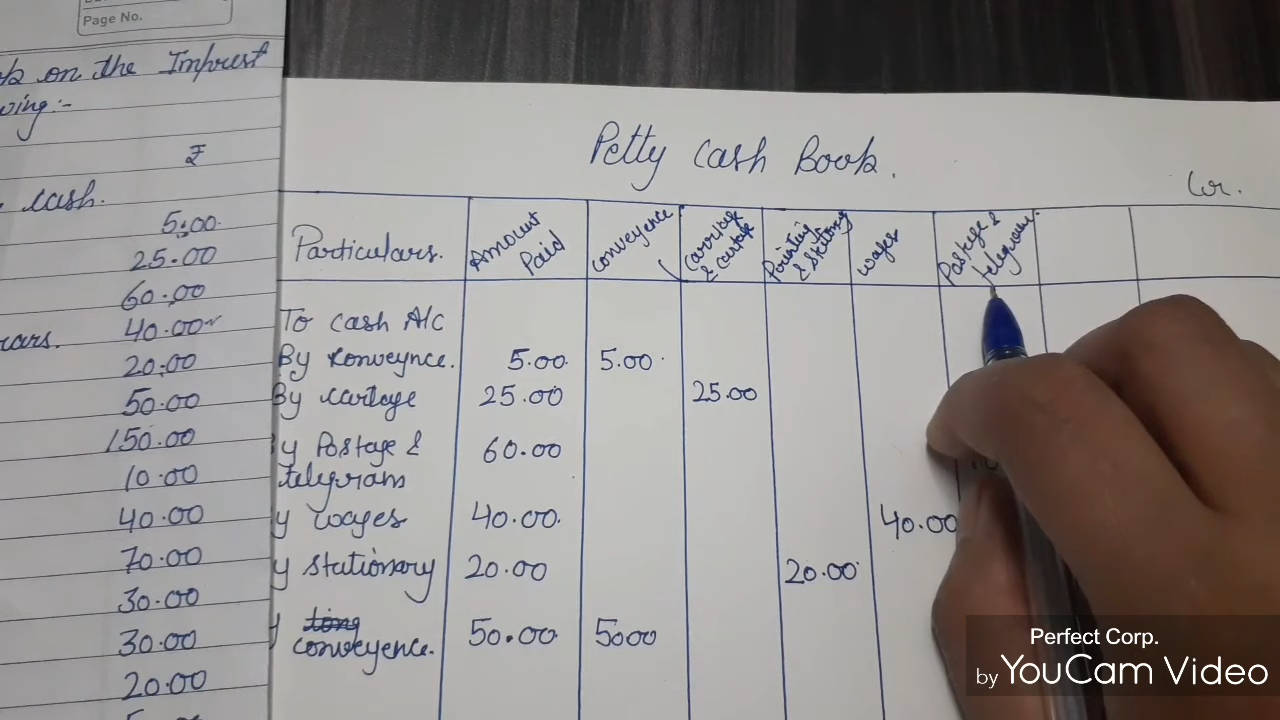 Page No.
on the Imprest
wing:-
₹
cash.
5.00
25.00
60.00
40.00
20.00
50.00
150.00
10.00
40.00
70.00
30.00
30.00
20.00
Petty Cash Book.
Particulars. Amount Paid Conveyence Carriage & cartage Printing & stitonry wages Postage & telegram.
To cash A/c
By Conveynce. 5.00 5.00
By cartage 25.00 25.00
y Postage & 60.00
telegram
y wages 40.00. 40.00
y stationary 20.00 20.00
conveyence. 50.00 5000
Perfect Corp.
by YouCam Video